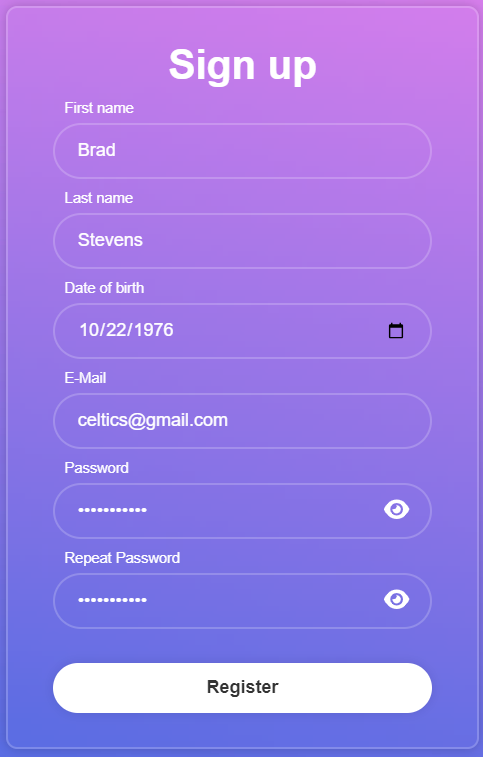 Sign up
First name
Brad
Last name
Stevens
Date of birth
10/22/1976
E-Mail
celtics@gmail.com
Password
•••••••••••
Repeat Password
•••••••••••
Register